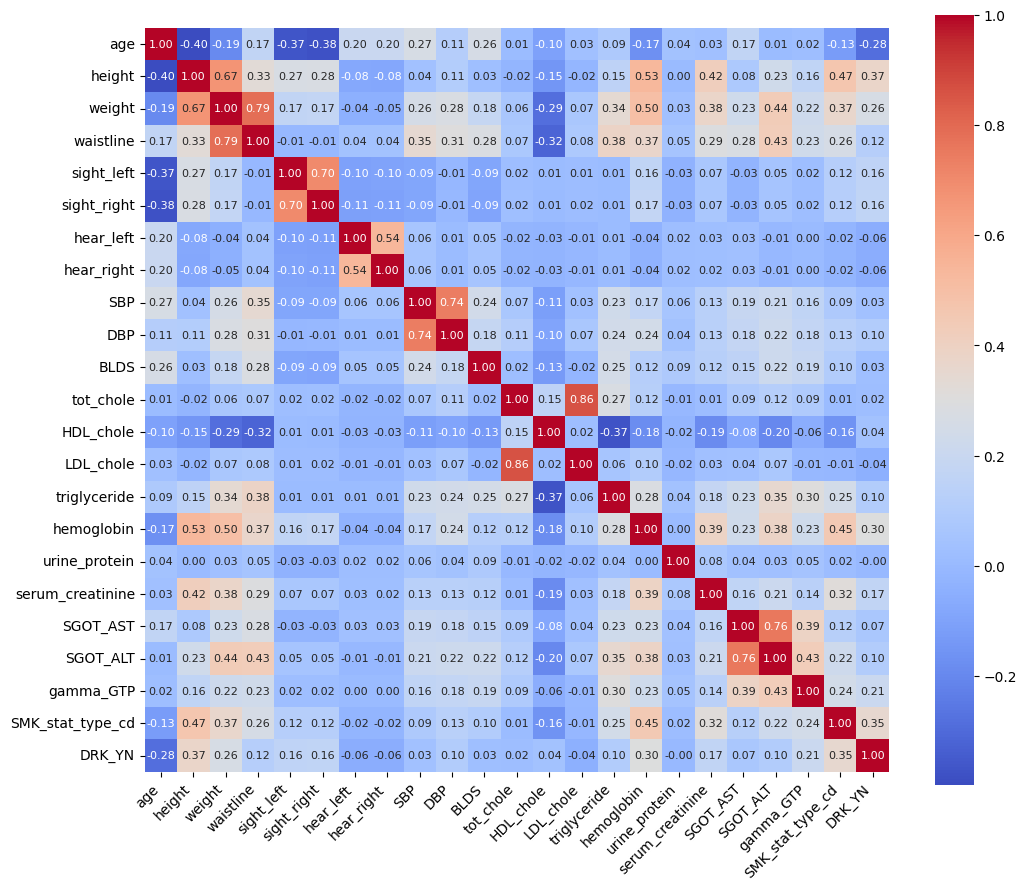 age 1.00 -0.40 -0.19 0.17 -0.37 -0.38 0.20 0.20 0.27 0.11 0.26 0.01 -0.10 0.03 0.09 -0.17 0.04 0.03 0.17 0.01 0.02 -0.13 -0.28
height -0.40 1.00 0.67 0.33 0.27 0.28 -0.08 -0.08 0.04 0.11 0.03 -0.02 -0.15 -0.02 0.15 0.53 0.00 0.42 0.08 0.23 0.16 0.47 0.37
weight -0.19 0.67 1.00 0.79 0.17 0.17 -0.04 -0.05 0.26 0.28 0.18 0.06 -0.29 0.07 0.34 0.50 0.03 0.38 0.23 0.44 0.22 0.37 0.26
waistline 0.17 0.33 0.79 1.00 -0.01 -0.01 0.04 0.04 0.35 0.31 0.28 0.07 -0.32 0.08 0.38 0.37 0.05 0.29 0.28 0.43 0.23 0.26 0.12
sight_left -0.37 0.27 0.17 -0.01 1.00 0.70 -0.10 -0.10 -0.09 -0.01 -0.09 0.02 0.01 0.01 0.01 0.16 -0.03 0.07 -0.03 0.05 0.02 0.12 0.16
sight_right -0.38 0.28 0.17 -0.01 0.70 1.00 -0.11 -0.11 -0.09 -0.01 -0.09 0.02 0.01 0.02 0.01 0.17 -0.03 0.07 -0.03 0.05 0.02 0.12 0.16
hear_left 0.20 -0.08 -0.04 0.04 -0.10 -0.11 1.00 0.54 0.06 0.01 0.05 -0.02 -0.03 -0.01 0.01 -0.04 0.02 0.03 0.03 -0.01 0.00 -0.02 -0.06
hear_right 0.20 -0.08 -0.05 0.04 -0.10 -0.11 0.54 1.00 0.06 0.01 0.05 -0.02 -0.03 -0.01 0.01 -0.04 0.02 0.02 0.03 -0.01 0.00 -0.02 -0.06
SBP 0.27 0.04 0.26 0.35 -0.09 -0.09 0.06 0.06 1.00 0.74 0.24 0.07 -0.11 0.03 0.23 0.17 0.06 0.13 0.19 0.21 0.16 0.09 0.03
DBP 0.11 0.11 0.28 0.31 -0.01 -0.01 0.01 0.01 0.74 1.00 0.18 0.11 -0.10 0.07 0.24 0.24 0.04 0.13 0.18 0.22 0.18 0.13 0.10
BLDS 0.26 0.03 0.18 0.28 -0.09 -0.09 0.05 0.05 0.24 0.18 1.00 0.02 -0.13 -0.02 0.25 0.12 0.09 0.12 0.15 0.22 0.19 0.10 0.03
tot_chole 0.01 -0.02 0.06 0.07 0.02 0.02 -0.02 -0.02 0.07 0.11 0.02 1.00 0.15 0.86 0.27 0.12 -0.01 0.01 0.09 0.12 0.09 0.01 0.02
HDL_chole -0.10 -0.15 -0.29 -0.32 0.01 0.01 -0.03 -0.03 -0.11 -0.10 -0.13 0.15 1.00 0.02 -0.37 -0.18 -0.02 -0.19 -0.08 -0.20 -0.06 -0.16 0.04
LDL_chole 0.03 -0.02 0.07 0.08 0.01 0.02 -0.01 -0.01 0.03 0.07 -0.02 0.86 0.02 1.00 0.06 0.10 -0.02 0.03 0.04 0.07 -0.01 -0.01 -0.04
triglyceride 0.09 0.15 0.34 0.38 0.01 0.01 0.01 0.01 0.23 0.24 0.25 0.27 -0.37 0.06 1.00 0.28 0.04 0.18 0.23 0.35 0.30 0.25 0.10
hemoglobin -0.17 0.53 0.50 0.37 0.16 0.17 -0.04 -0.04 0.17 0.24 0.12 0.12 -0.18 0.10 0.28 1.00 0.00 0.39 0.23 0.38 0.23 0.45 0.30
urine_protein 0.04 0.00 0.03 0.05 -0.03 -0.03 0.02 0.02 0.06 0.04 0.09 -0.01 -0.02 -0.02 0.04 0.00 1.00 0.08 0.04 0.03 0.05 0.02 -0.00
serum_creatinine 0.03 0.42 0.38 0.29 0.07 0.07 0.03 0.02 0.13 0.13 0.12 0.01 -0.19 0.03 0.18 0.39 0.08 1.00 0.16 0.21 0.14 0.32 0.17
SGOT_AST 0.17 0.08 0.23 0.28 -0.03 -0.03 0.03 0.03 0.19 0.18 0.15 0.09 -0.08 0.04 0.23 0.23 0.04 0.16 1.00 0.76 0.39 0.12 0.07
SGOT_ALT 0.01 0.23 0.44 0.43 0.05 0.05 -0.01 -0.01 0.21 0.22 0.22 0.12 -0.20 0.07 0.35 0.38 0.03 0.21 0.76 1.00 0.43 0.22 0.10
gamma_GTP 0.02 0.16 0.22 0.23 0.02 0.02 0.00 0.00 0.16 0.18 0.19 0.09 -0.06 -0.01 0.30 0.23 0.05 0.14 0.39 0.43 1.00 0.24 0.21
SMK_stat_type_cd -0.13 0.47 0.37 0.26 0.12 0.12 -0.02 -0.02 0.09 0.13 0.10 0.01 -0.16 -0.01 0.25 0.45 0.02 0.32 0.12 0.22 0.24 1.00 0.35
DRK_YN -0.28 0.37 0.26 0.12 0.16 0.16 -0.06 -0.06 0.03 0.10 0.03 0.02 0.04 -0.04 0.10 0.30 -0.00 0.17 0.07 0.10 0.21 0.35 1.00
age height weight waistline sight_left sight_right hear_left hear_right SBP DBP BLDS tot_chole HDL_chole LDL_chole triglyceride hemoglobin urine_protein serum_creatinine SGOT_AST SGOT_ALT gamma_GTP SMK_stat_type_cd DRK_YN
1.0
0.8
0.6
0.4
0.2
0.0
−0.2